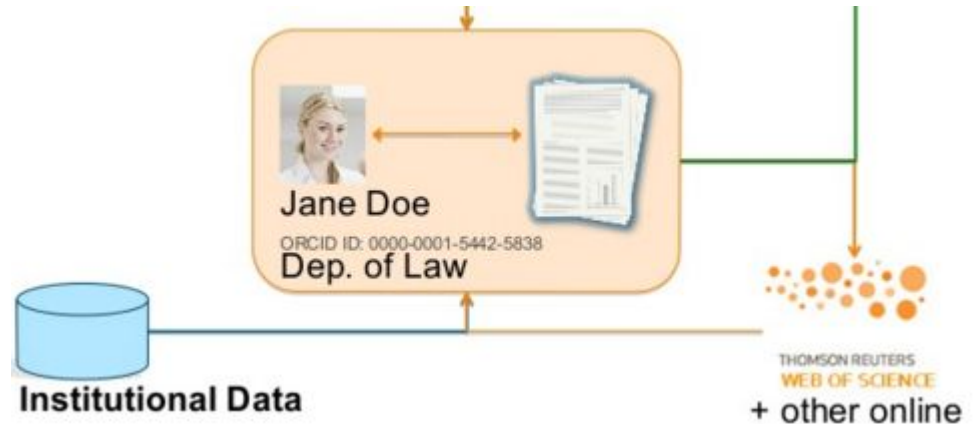 Jane Doe
ORCID ID: 0000-0001-5442-5838
Dep. of Law
Institutional Data
THOMSON REUTERS
WEB OF SCIENCE
+ other online